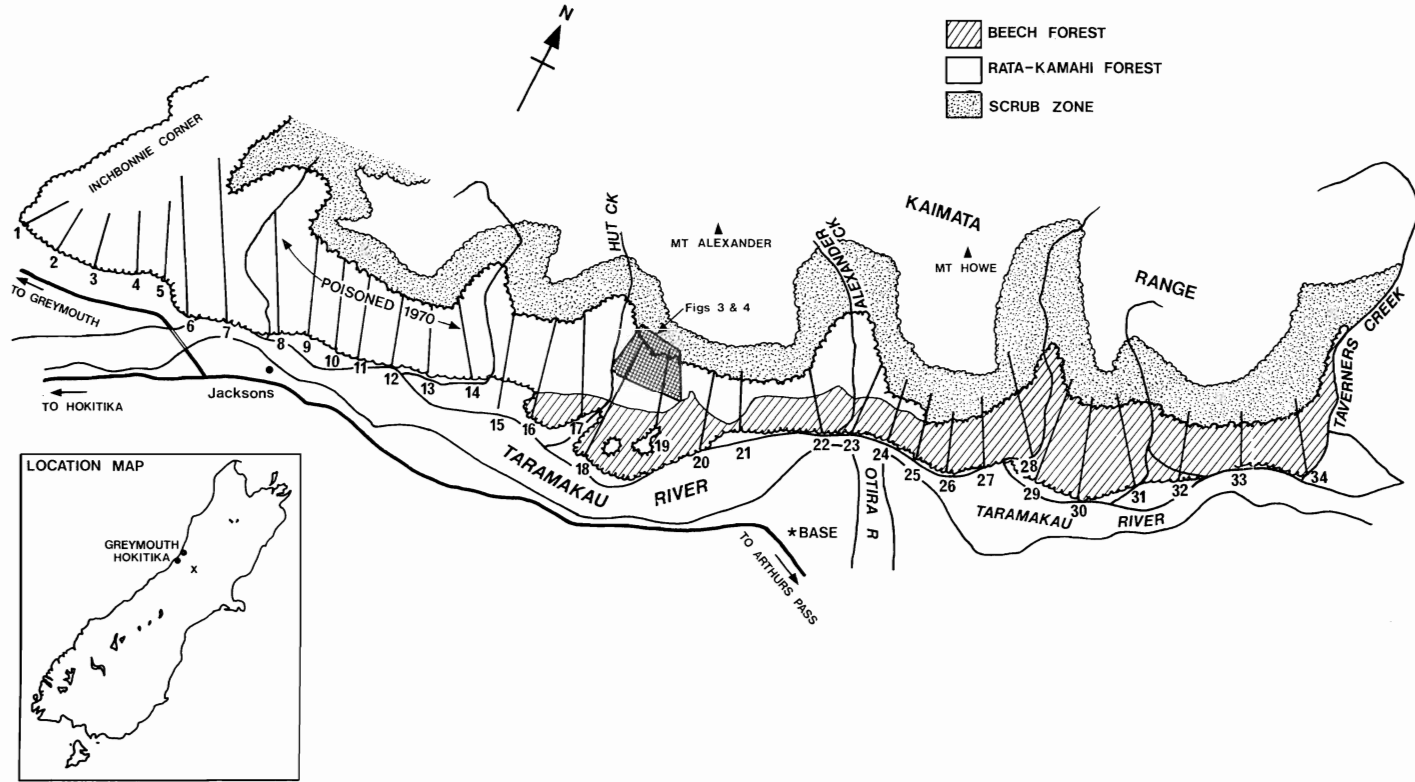 N
BEECH FOREST
RATA-KAMAHI FOREST
SCRUB ZONE
INCHBONNIE CORNER
HUT CK
MT ALEXANDER
ALEXANDER CK
KAIMATA
MT HOWE
RANGE
TAVERNERS CREEK
POISONED 1970
Figs 3 & 4
1
2
3
4
5
6
7
8
9
10
11
12
13
14
15
16
17
18
19
20
21
22-23
24
25
26
27
28
29
30
31
32
33
34
TO GREYMOUTH
Jacksons
TO HOKITIKA
TARAMAKAU RIVER
*BASE
OTIRA R
TARAMAKAU RIVER
TO ARTHURS PASS
LOCATION MAP
GREYMOUTH
HOKITIKA
x